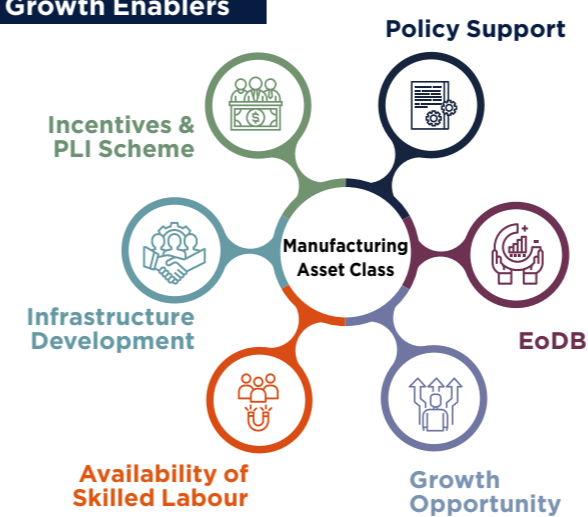 Growth Enablers
Policy Support
Incentives &
PLI Scheme
Manufacturing
Asset Class
Infrastructure
Development
EoDB
Availability of
Skilled Labour
Growth
Opportunity